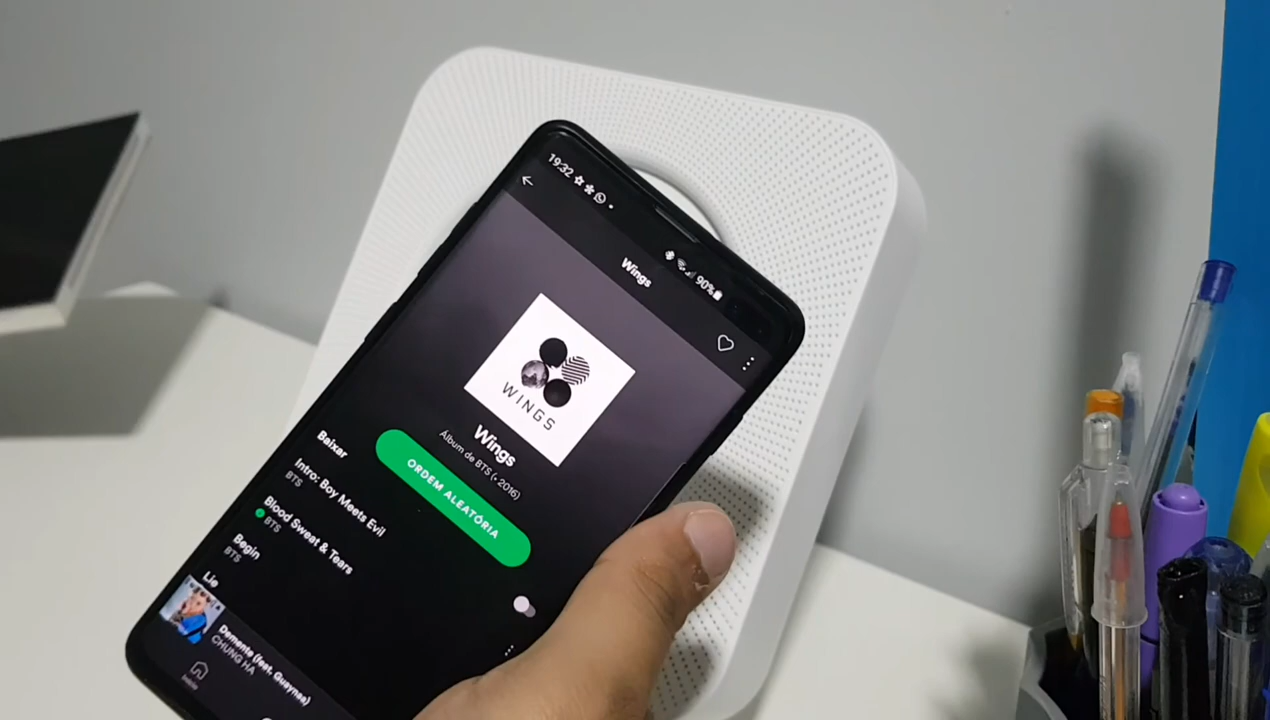 19:32
90%
Wings
WINGS
Wings
Álbum de BTS (• 2016)
ORDEM ALEATÓRIA
Baixar
Intro: Boy Meets Evil
BTS
Blood Sweat & Tears
BTS
Begin
BTS
Lie
Demente (feat. Guaynaa)
CHUNG HA
Início